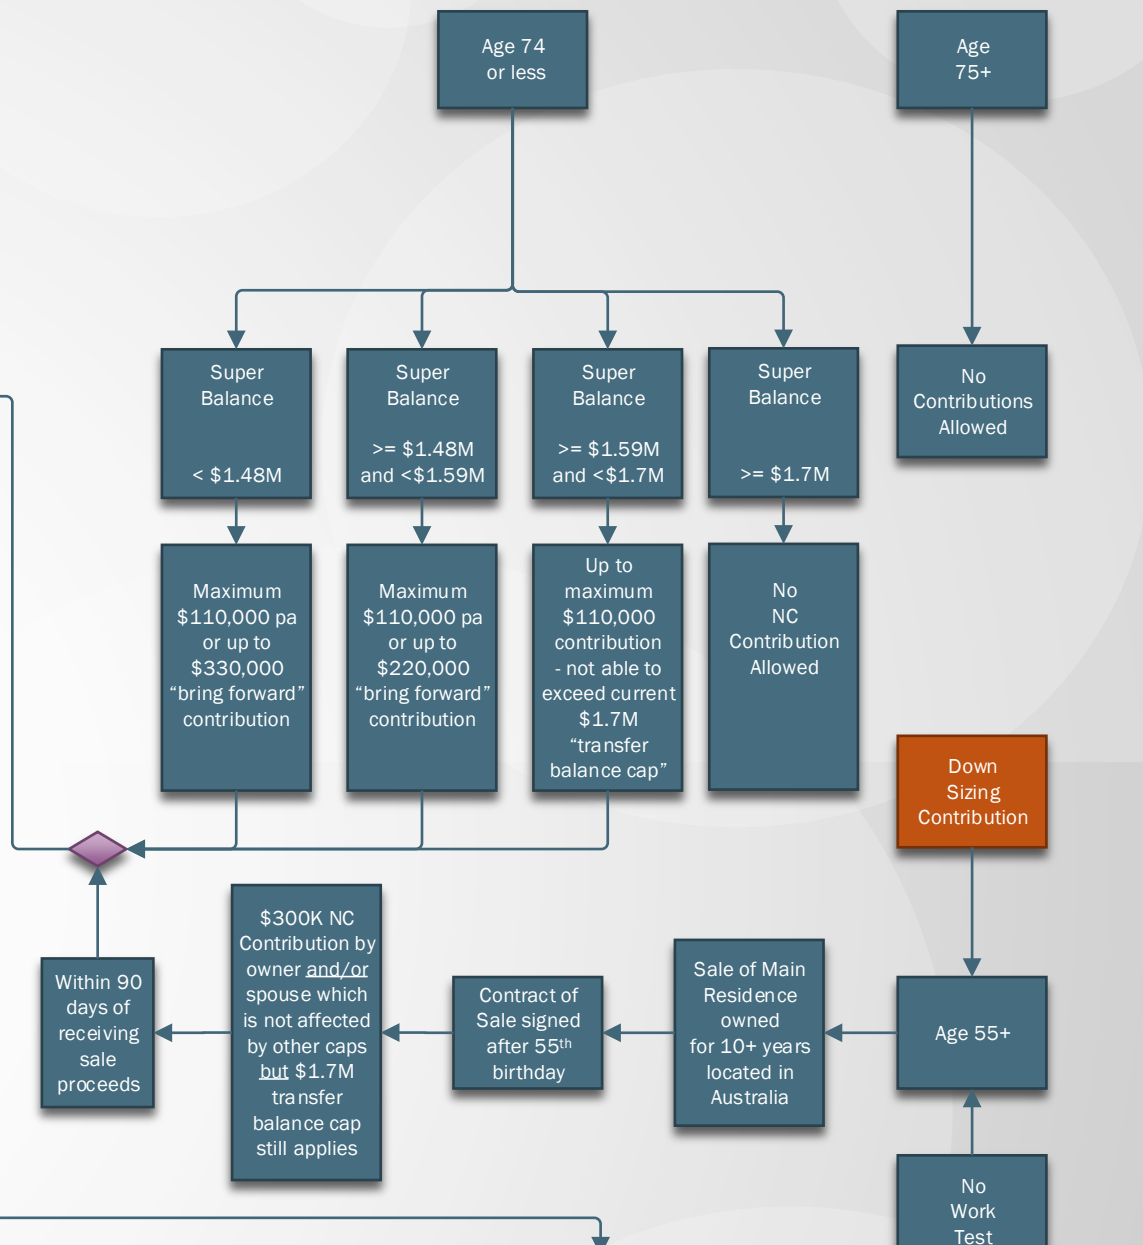 Age 74
or less
Age
75+
Super
Balance
< $1.48M
Super
Balance
>= $1.48M
and <$1.59M
Super
Balance
>= $1.59M
and <$1.7M
Super
Balance
>= $1.7M
No
Contributions
Allowed
Maximum
$110,000 pa
or up to
$330,000
“bring forward”
contribution
Maximum
$110,000 pa
or up to
$220,000
“bring forward”
contribution
Up to
maximum
$110,000
contribution
- not able to
exceed current
$1.7M
“transfer
balance cap”
No
NC
Contribution
Allowed
Down
Sizing
Contribution
Within 90
days of
receiving
sale
proceeds
$300K NC
Contribution by
owner and/or
spouse which
is not affected
by other caps
but $1.7M
transfer
balance cap
still applies
Contract of
Sale signed
after 55th
birthday
Sale of Main
Residence
owned
for 10+ years
located in
Australia
Age 55+
No
Work
Test